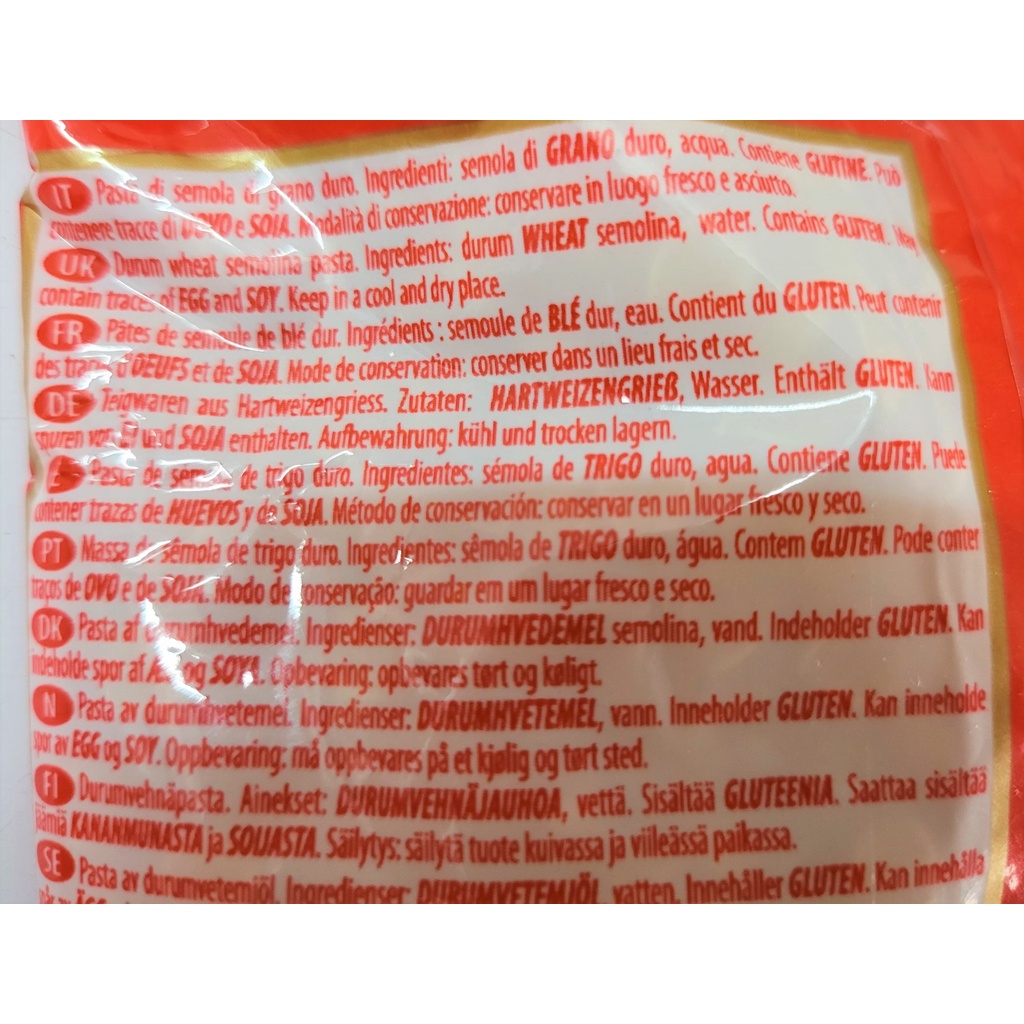 IT Pasta di semola di grano duro. Ingredienti: semola di GRANO duro, acqua. Contiene GLUTINE. Può
contenere tracce di UOVO e SOIA. Modalità di conservazione: conservare in luogo fresco e asciutto.
UK Durum wheat semolina pasta. Ingredients: durum WHEAT semolina, water. Contains GLUTEN. May
contain traces of EGG and SOY. Keep in a cool and dry place.
FR Pâtes de semoule de blé dur. Ingrédients : semoule de BLÉ dur, eau. Contient du GLUTEN. Peut contenir
des traces d'OEUFS et de SOJA. Mode de conservation: conserver dans un lieu frais et sec.
DE Teigwaren aus Hartweizengriess. Zutaten: HARTWEIZENGRIEß, Wasser. Enthält GLUTEN. Kann
spuren von EI und SOJA enthalten. Aufbewahrung: kühl und trocken lagern.
E Pasta de semola de trigo duro. Ingredientes: sémola de TRIGO duro, agua. Contiene GLUTEN. Puede
contener trazas de HUEVOS y de SOJA. Método de conservación: conservar en un lugar fresco y seco.
PT Massa de sémola de trigo duro. Ingredientes: sêmola de TRIGO duro, água. Contem GLUTEN. Pode conter
traços de OVO e de SOJA. Modo de conservação: guardar em um lugar fresco e seco.
DK Pasta af durumhvedemel. Ingredienser: DURUMHVEDEMEL semolina, vand. Indeholder GLUTEN. Kan
indeholde spor af og SOYA. Opbevaring: opbevares tørt og køligt.
N Pasta av durumhvetemel. Ingredienser: DURUMHVETEMEL, vann. Inneholder GLUTEN. Kan inneholde
spor av EGG og SOY. Oppbevaring: må oppbevares på et kjølig og tørt sted.
FI Durumvehnäpasta. Ainekset: DURUMVEHNÄJAUHOA, vettä. Sisältää GLUTEENIA. Saattaa sisältää
jäämiä KANANMUNASTA ja SOIJASTA. Säilytys: säilytä tuote kuivassa ja viileässä paikassa.
SE Pasta av durumvetemjöl. Ingredienser DURUMVETEMJÖL, vatten. Innehåller GLUTEN. Kan innehålla